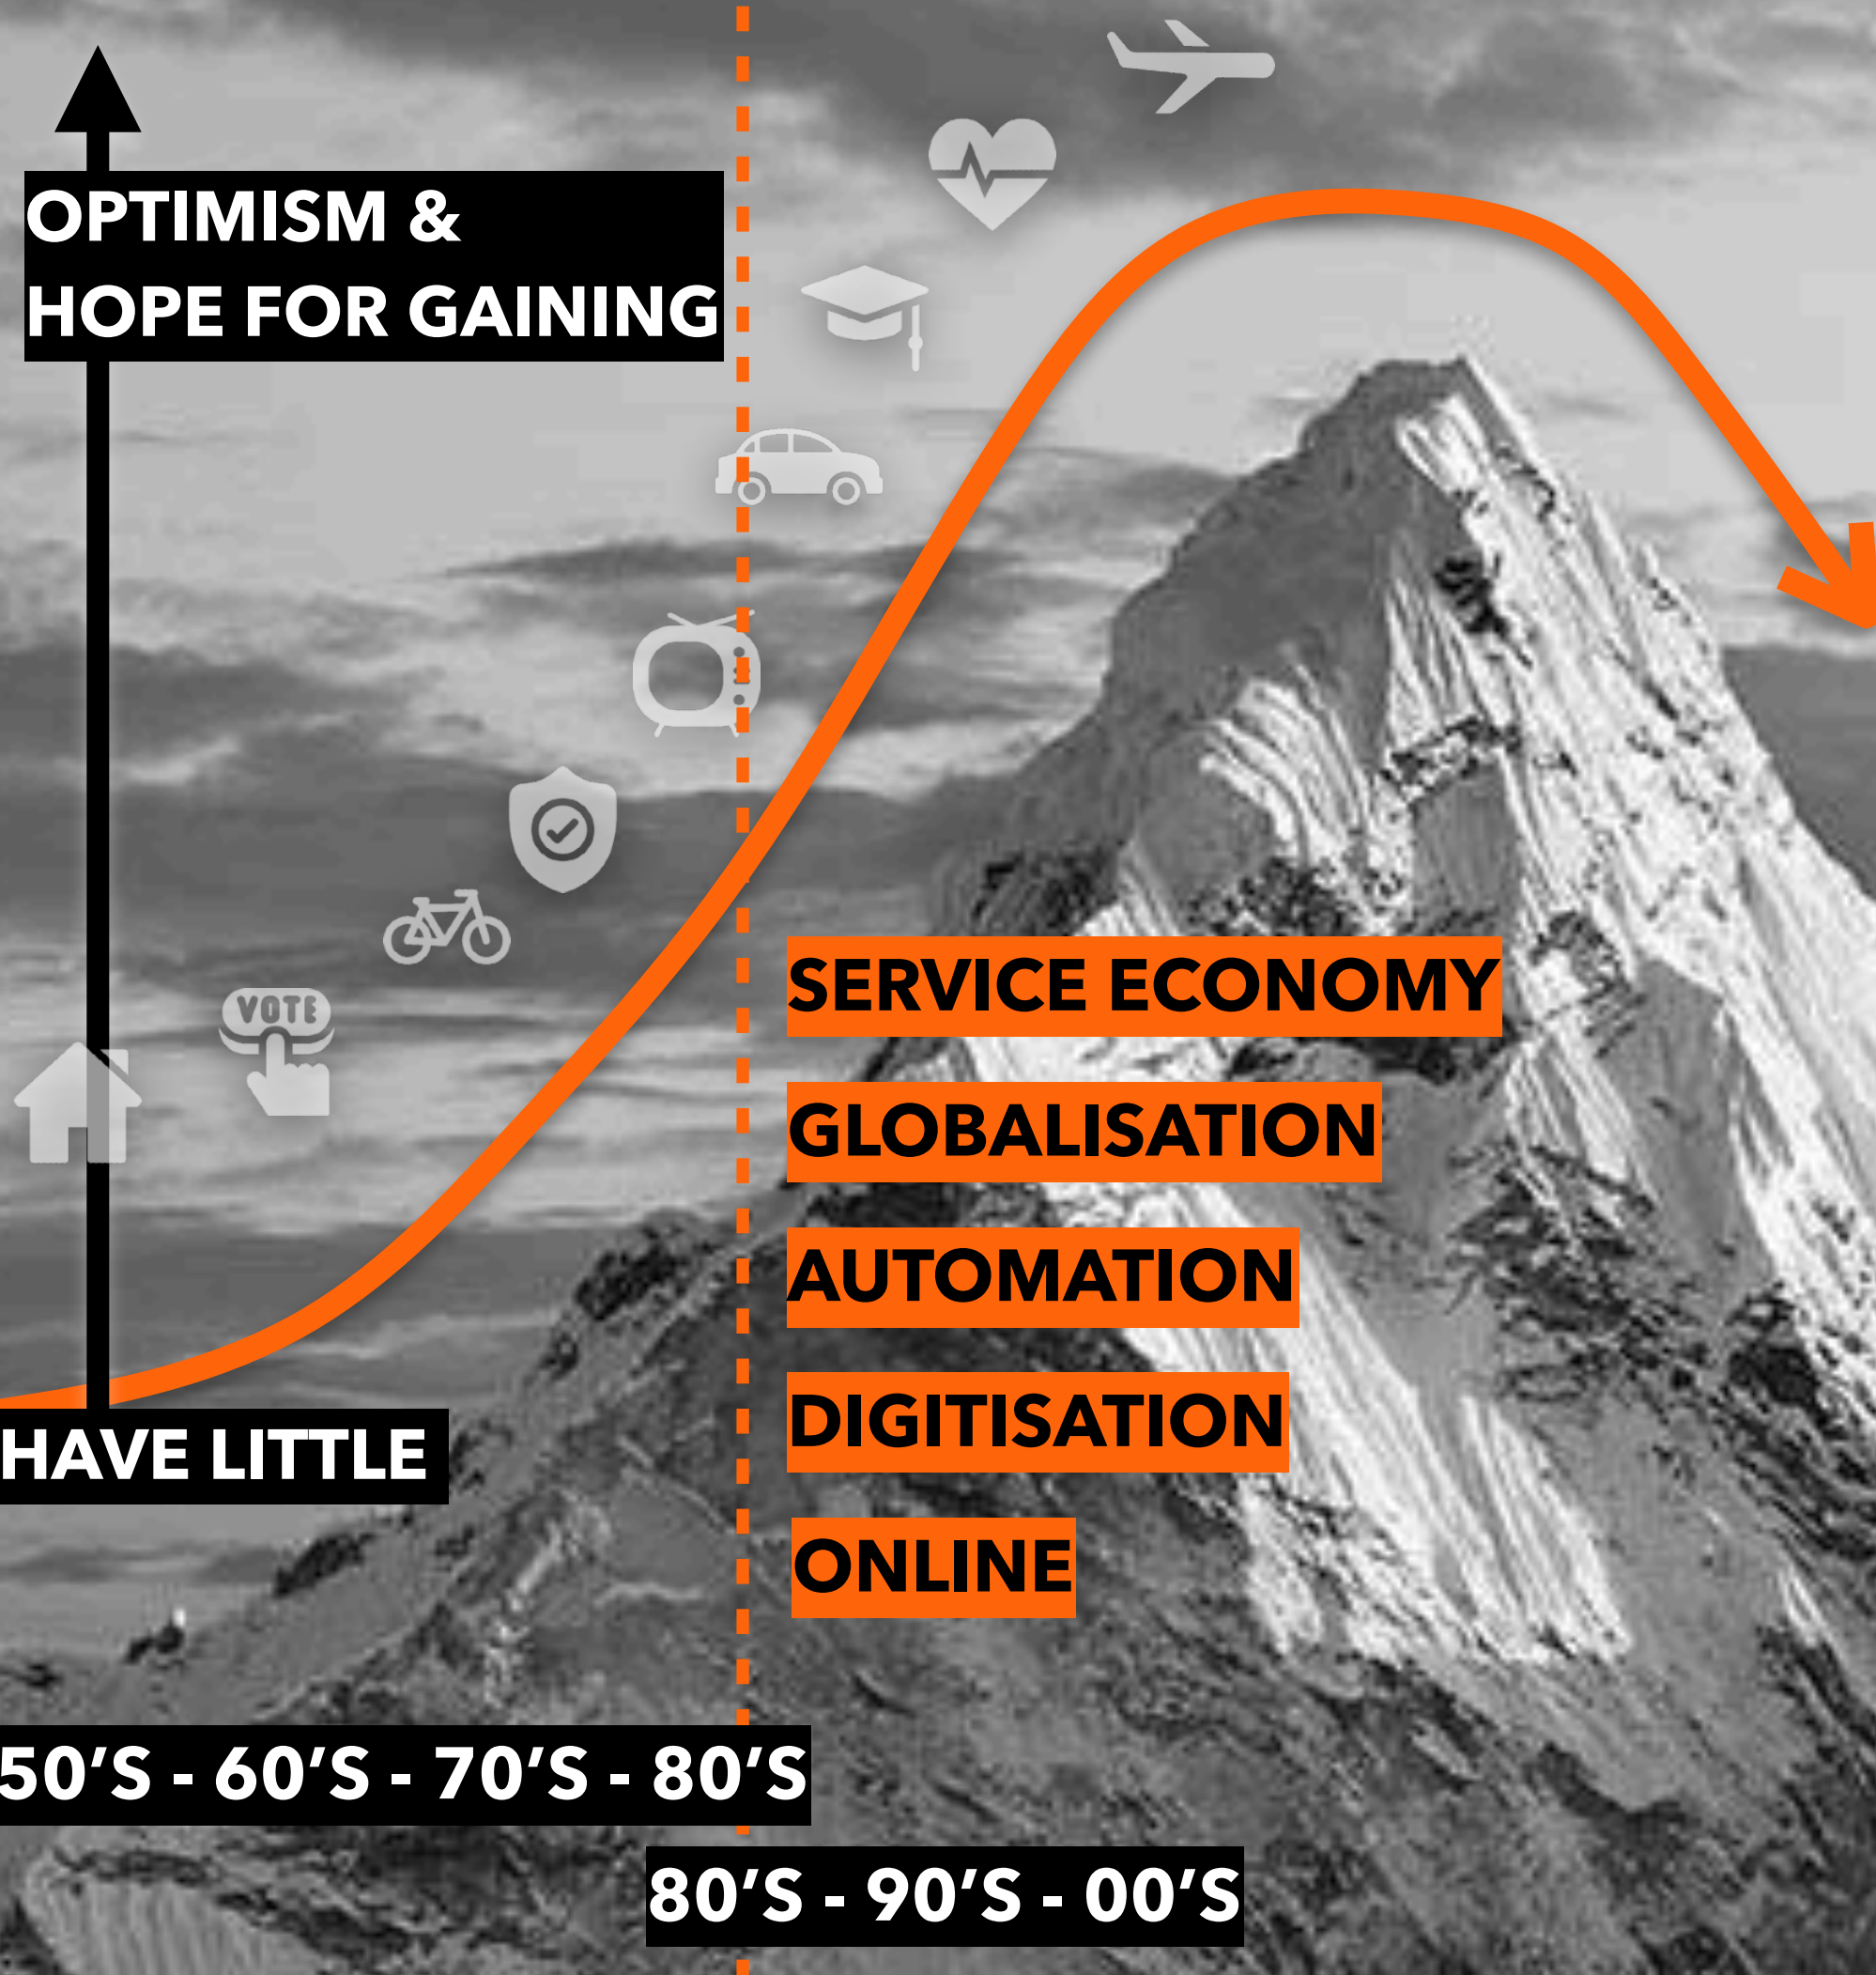 OPTIMISM &
HOPE FOR GAINING
VOTE
SERVICE ECONOMY
GLOBALISATION
AUTOMATION
DIGITISATION
ONLINE
HAVE LITTLE
50’S - 60’S - 70’S - 80’S
80’S - 90’S - 00’S